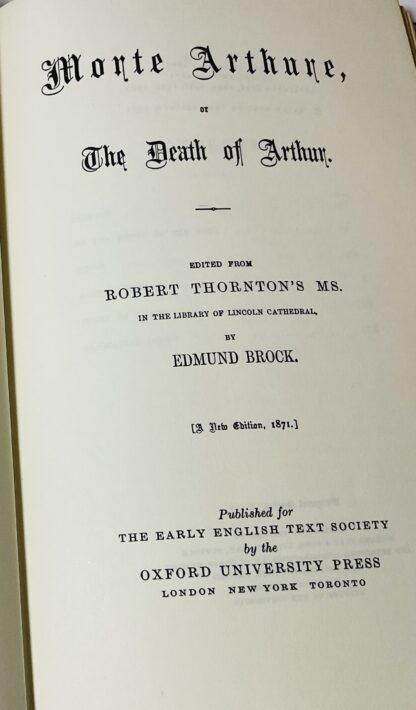 Morte Arthure,
or
The Death of Arthur.
EDITED FROM
ROBERT THORNTON'S MS.
IN THE LIBRARY OF LINCOLN CATHEDRAL,
BY
EDMUND BROCK.
[A New Edition, 1871.]
Published for
THE EARLY ENGLISH TEXT SOCIETY
by the
OXFORD UNIVERSITY PRESS
LONDON NEW YORK TORONTO